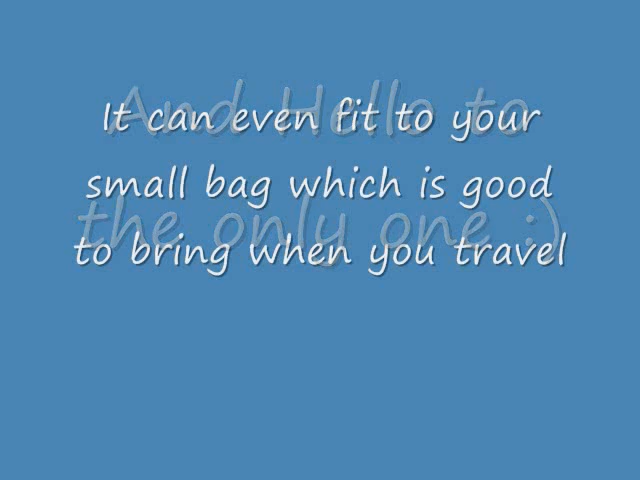 It can even fit to your
small bag which is good
to bring when you travel
And Hello to
the only one :)